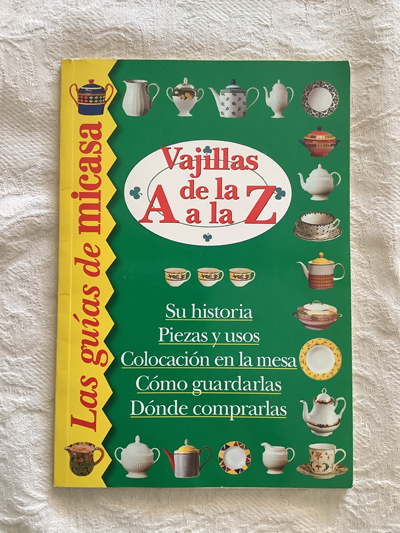 Las guías de micasa
Vajillas
de la
A a la Z
Su historia
Piezas y usos
Colocación en la mesa
Cómo guardarlas
Dónde comprarlas